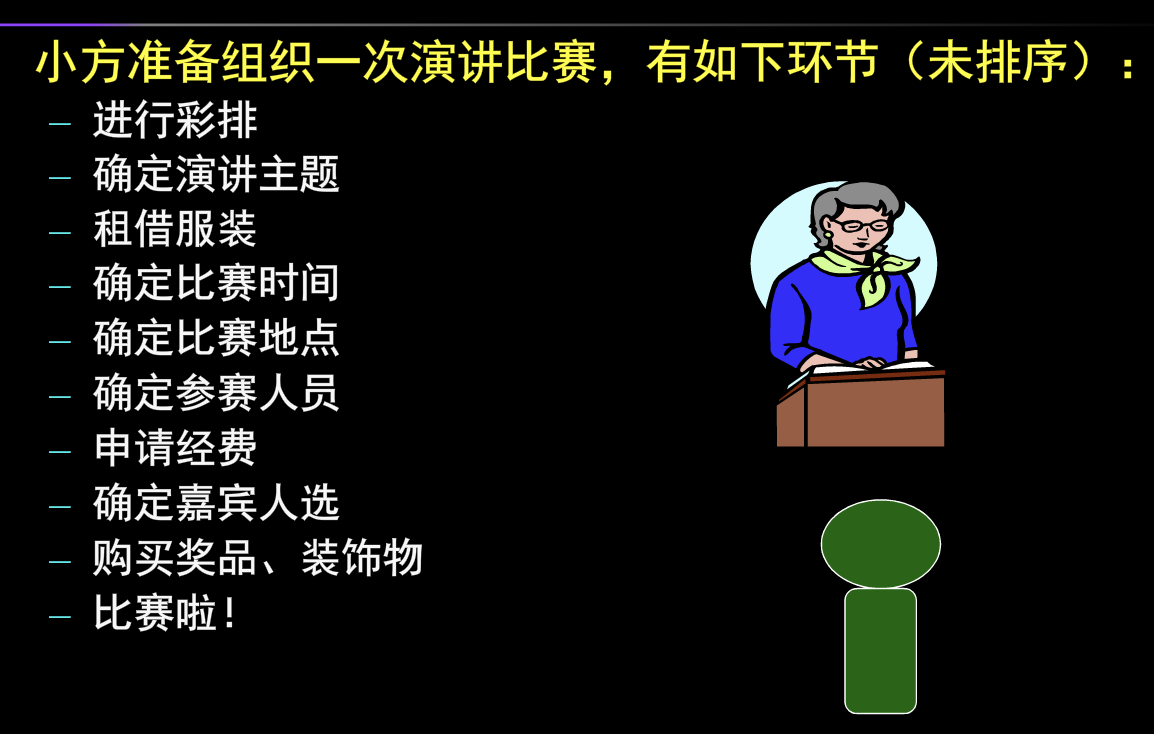 小方准备组织一次演讲比赛，有如下环节（未排序）：
– 进行彩排
– 确定演讲主题
– 租借服装
– 确定比赛时间
– 确定比赛地点
– 确定参赛人员
– 申请经费
– 确定嘉宾人选
– 购买奖品、装饰物
– 比赛啦！